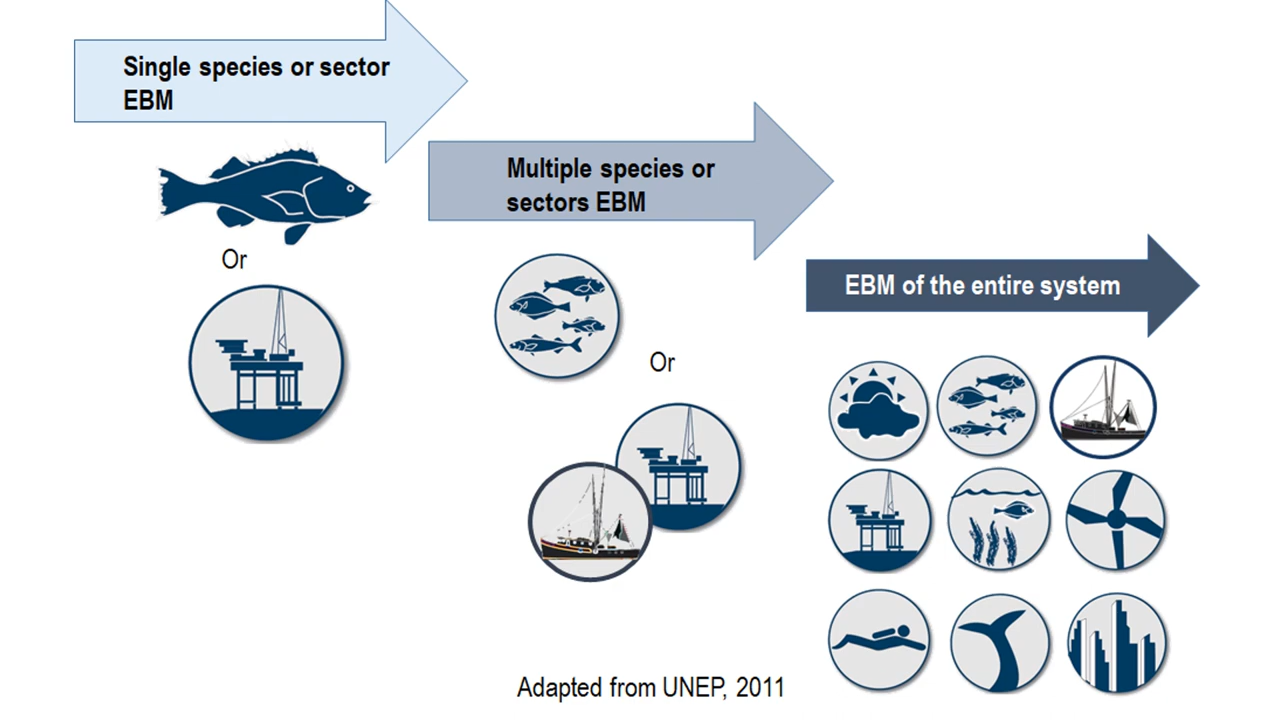 Single species or sector
EBM
Multiple species or
sectors EBM
EBM of the entire system
Or
Or
Adapted from UNEP, 2011